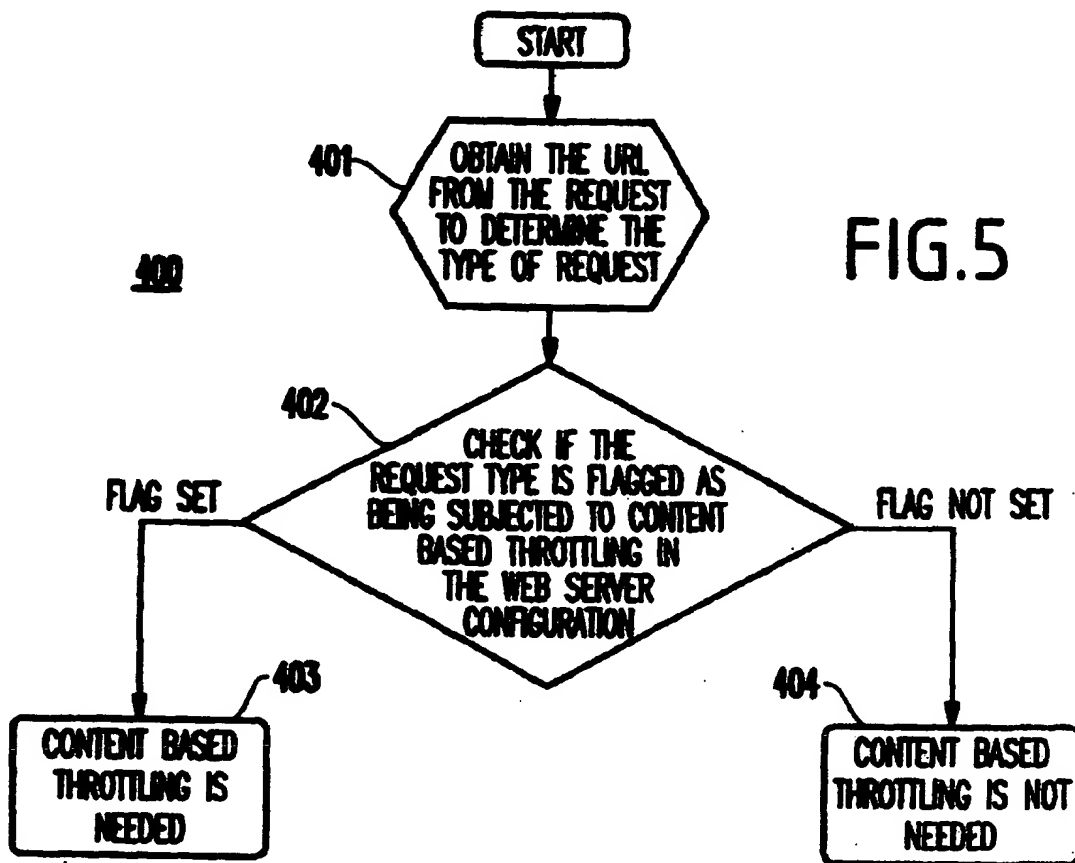 START
401
OBTAIN THE URL
FROM THE REQUEST
TO DETERMINE THE
TYPE OF REQUEST
400
FIG.5
402
CHECK IF THE
REQUEST TYPE IS FLAGGED AS
BEING SUBJECTED TO CONTENT
BASED THROTTLING IN
THE WEB SERVER
CONFIGURATION
FLAG SET
FLAG NOT SET
403
CONTENT BASED
THROTTLING IS
NEEDED
404
CONTENT BASED
THROTTLING IS NOT
NEEDED